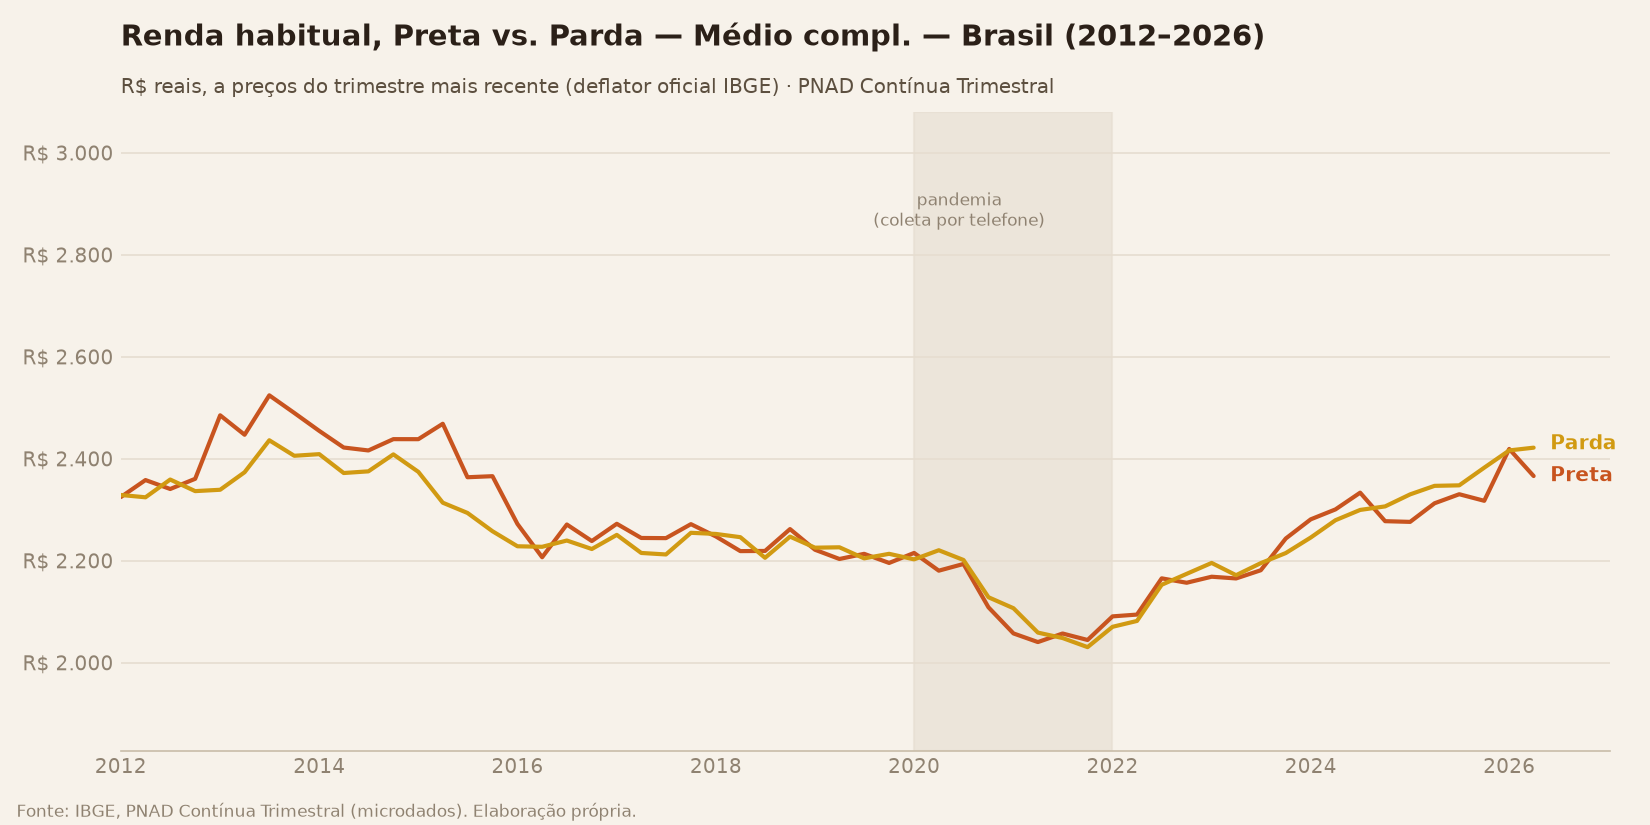 Renda habitual, Preta vs. Parda — Médio compl. — Brasil (2012–2026)
R$ reais, a preços do trimestre mais recente (deflator oficial IBGE) · PNAD Contínua Trimestral
R$ 3.000
pandemia
(coleta por telefone)
R$ 2.800
R$ 2.600
R$ 2.400
Parda
Preta
R$ 2.200
R$ 2.000
2012 2014 2016 2018 2020 2022 2024 2026
Fonte: IBGE, PNAD Contínua Trimestral (microdados). Elaboração própria.